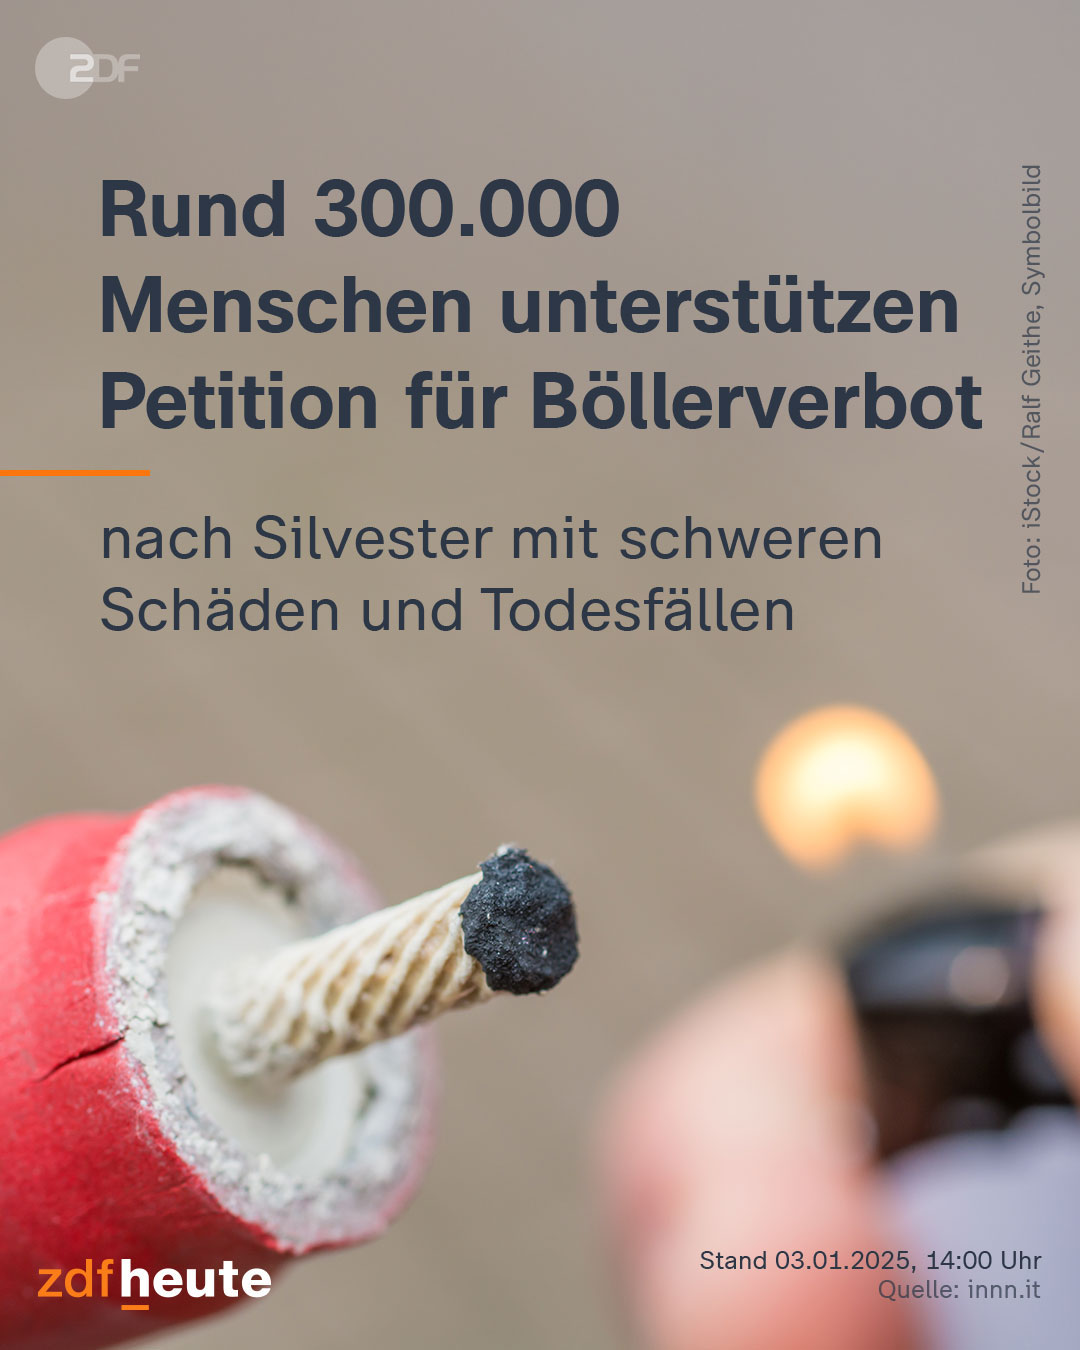 ZDF
Rund 300.000
Menschen unterstützen
Petition für Böllerverbot
nach Silvester mit schweren
Schäden und Todesfällen
Foto: iStock/Ralf Geithe, Symbolbild
zdfheute
Stand 03.01.2025, 14:00 Uhr
Quelle: innn.it